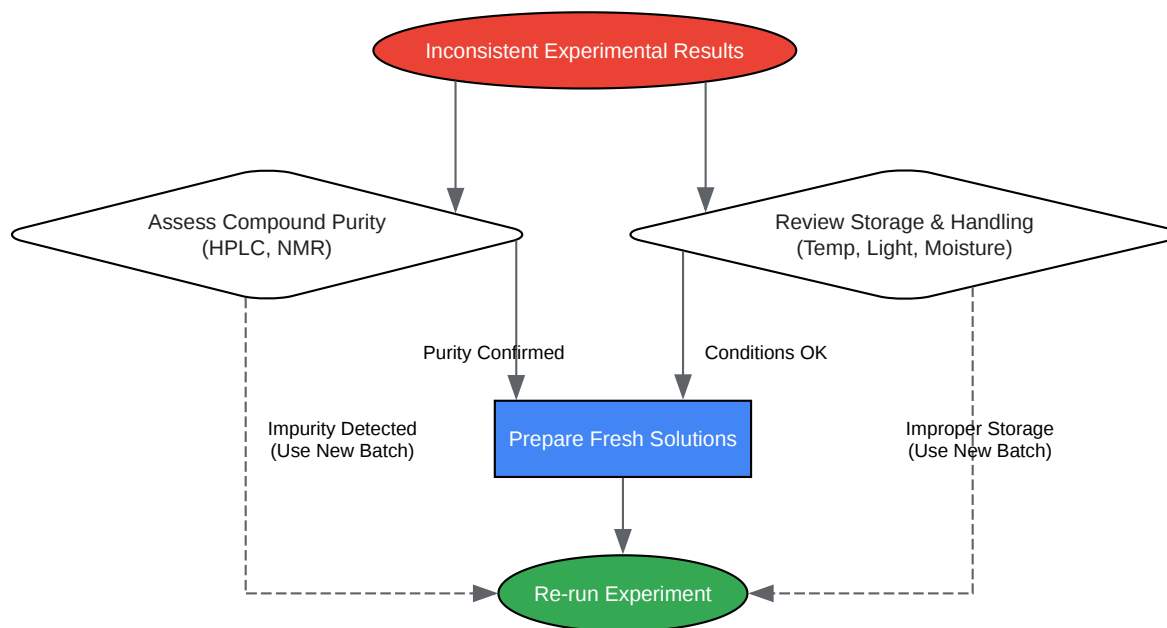 Inconsistent Experimental Results
Assess Compound Purity
(HPLC, NMR)
Review Storage & Handling
(Temp, Light, Moisture)
Purity Confirmed
Conditions OK
Impurity Detected
(Use New Batch)
Prepare Fresh Solutions
Improper Storage
(Use New Batch)
Re-run Experiment